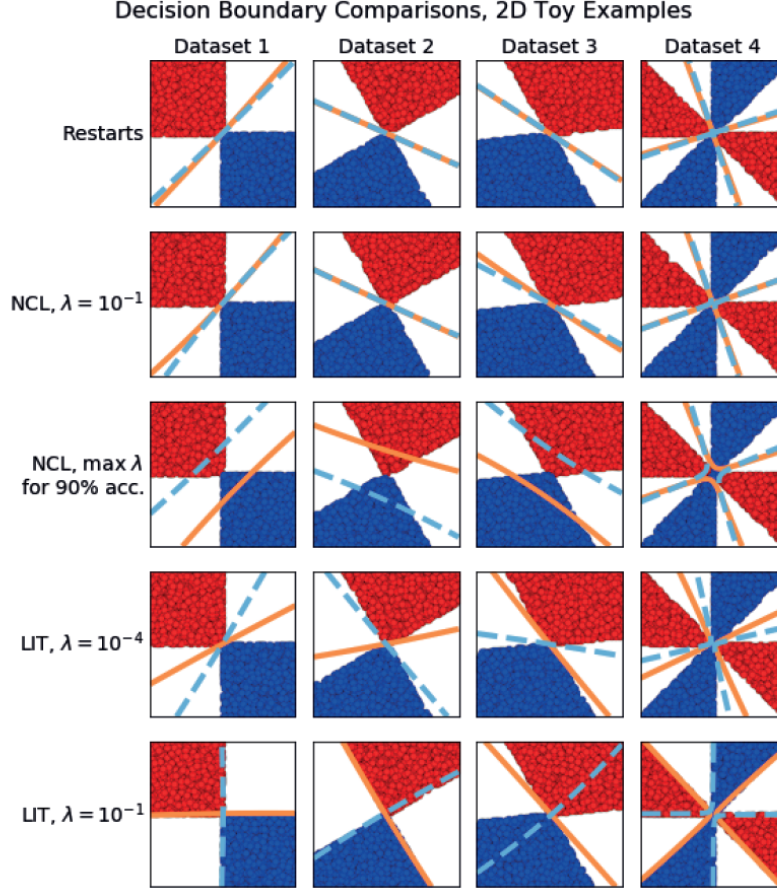 Decision Boundary Comparisons, 2D Toy Examples
Dataset 1 Dataset 2 Dataset 3 Dataset 4
Restarts
NCL, λ = 10⁻¹
NCL, max λ
for 90% acc.
LIT, λ = 10⁻⁴
LIT, λ = 10⁻¹